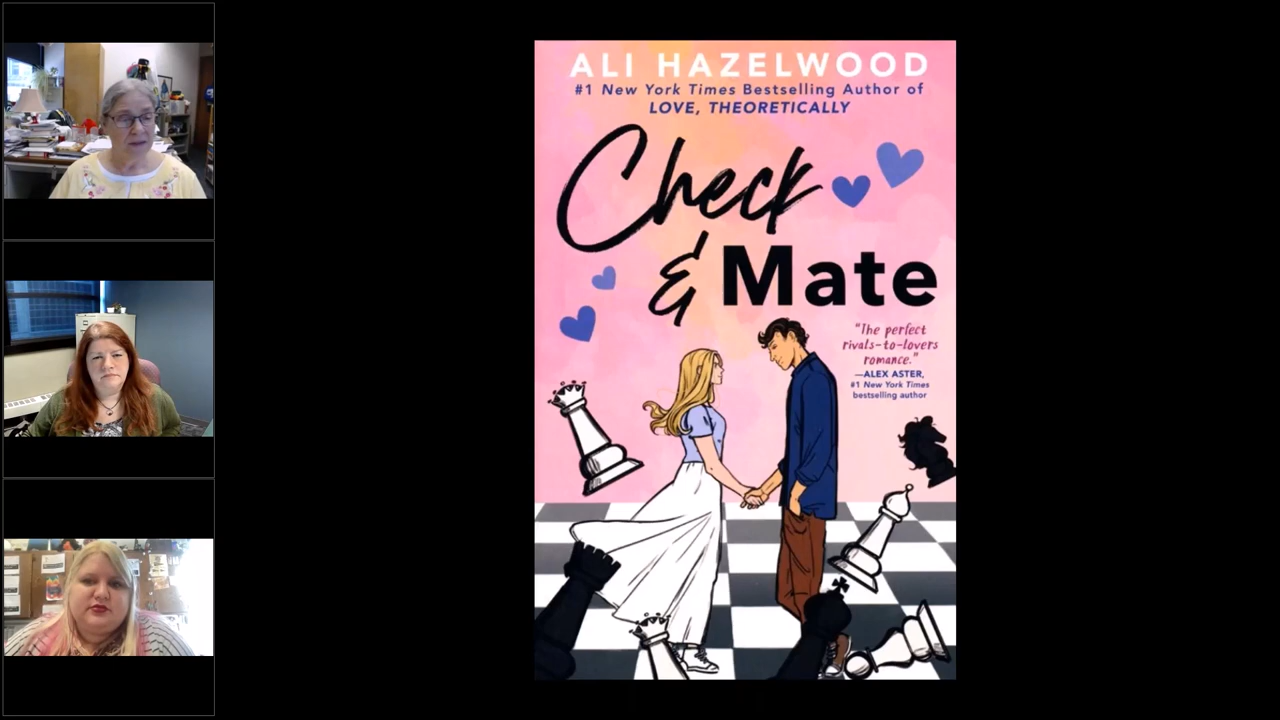 ALI HAZELWOOD
#1 New York Times Bestselling Author of
LOVE, THEORETICALLY
Check
& Mate
"The perfect
rivals-to-lovers
romance."
—ALEX ASTER,
#1 New York Times
bestselling author